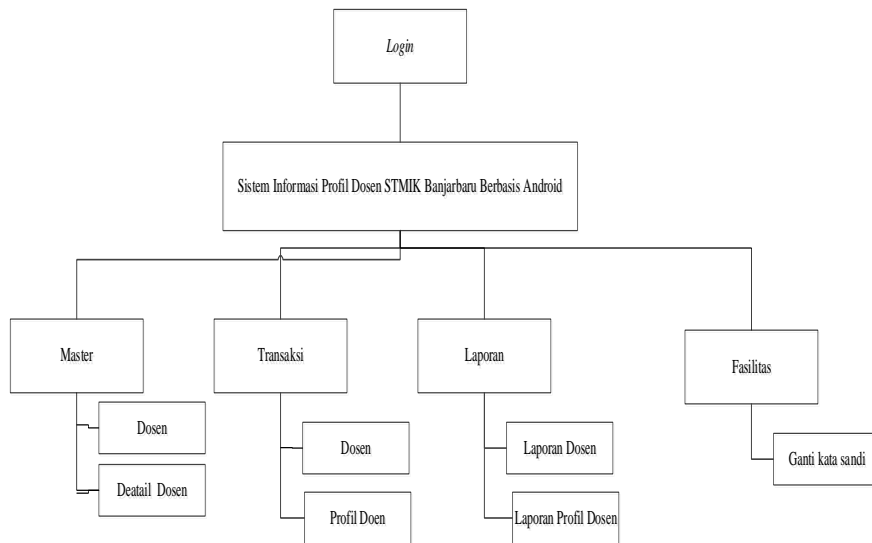 Login
Sistem Informasi Profil Dosen STMIK Banjarbaru Berbasis Android
Master
Transaksi
Laporan
Fasilitas
Dosen
Deatail Dosen
Dosen
Profil Doen
Laporan Dosen
Laporan Profil Dosen
Ganti kata sandi